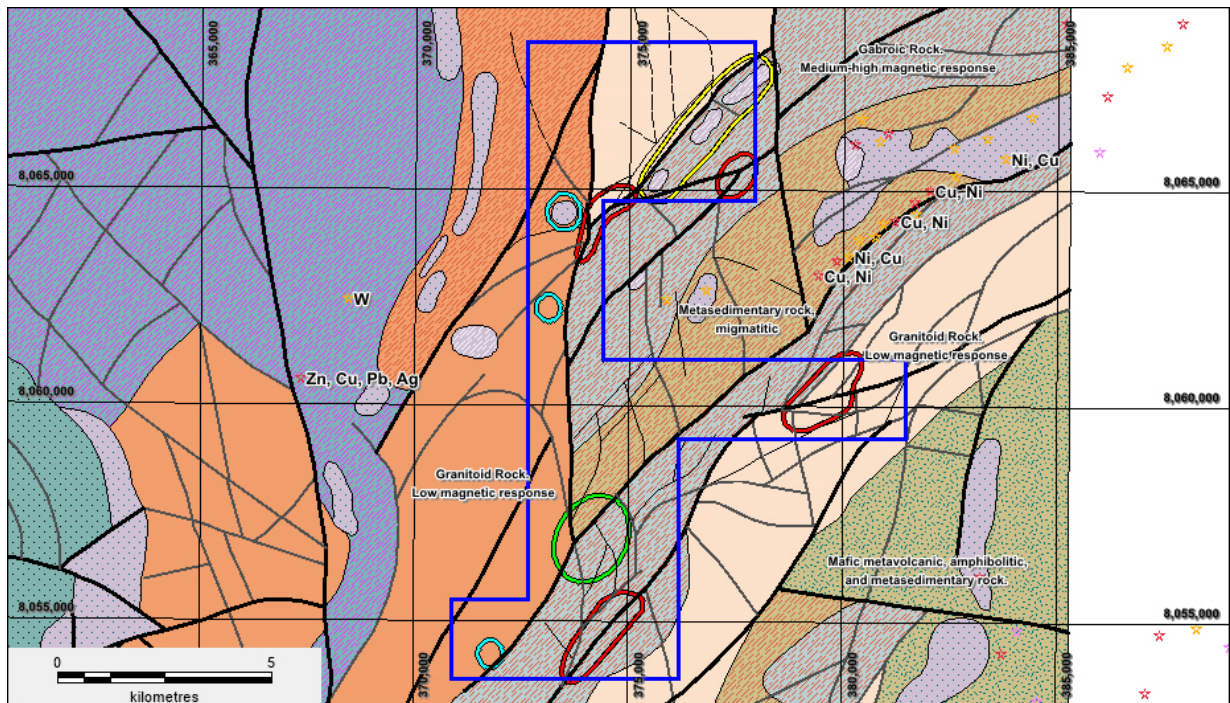 365,000
370,000
375,000
385,000
Gabroic Rock.
Medium-high magnetic response
8,065,000
8,065,000
Ni, Cu
Cu, Ni
Cu, Ni
Ni, Cu
Cu, Ni
W
Metasedimentary rock,
migmatitic
Granitoid Rock.
Low magnetic response
Zn, Cu, Pb, Ag
8,060,000
8,060,000
Granitoid Rock.
Low magnetic response
Mafic metavolcanic, amphibolitic,
and metasedimentary rock.
8,055,000
8,055,000
0 5
kilometres
370,000
375,000
380,000
385,000